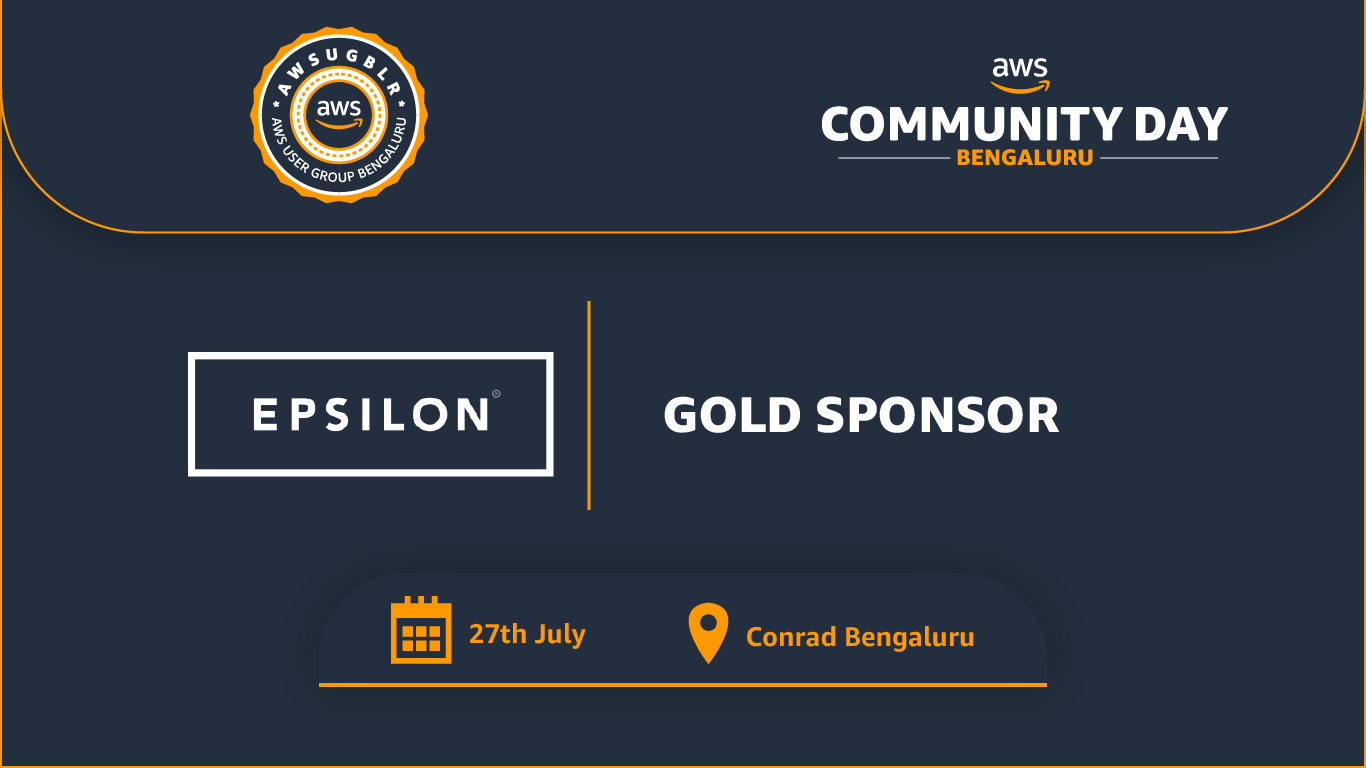 * AWSUGBLR *
aws
AWS USER GROUP BENGALURU
aws
COMMUNITY DAY
BENGALURU
EPSILON®
GOLD SPONSOR
27th July
Conrad Bengaluru